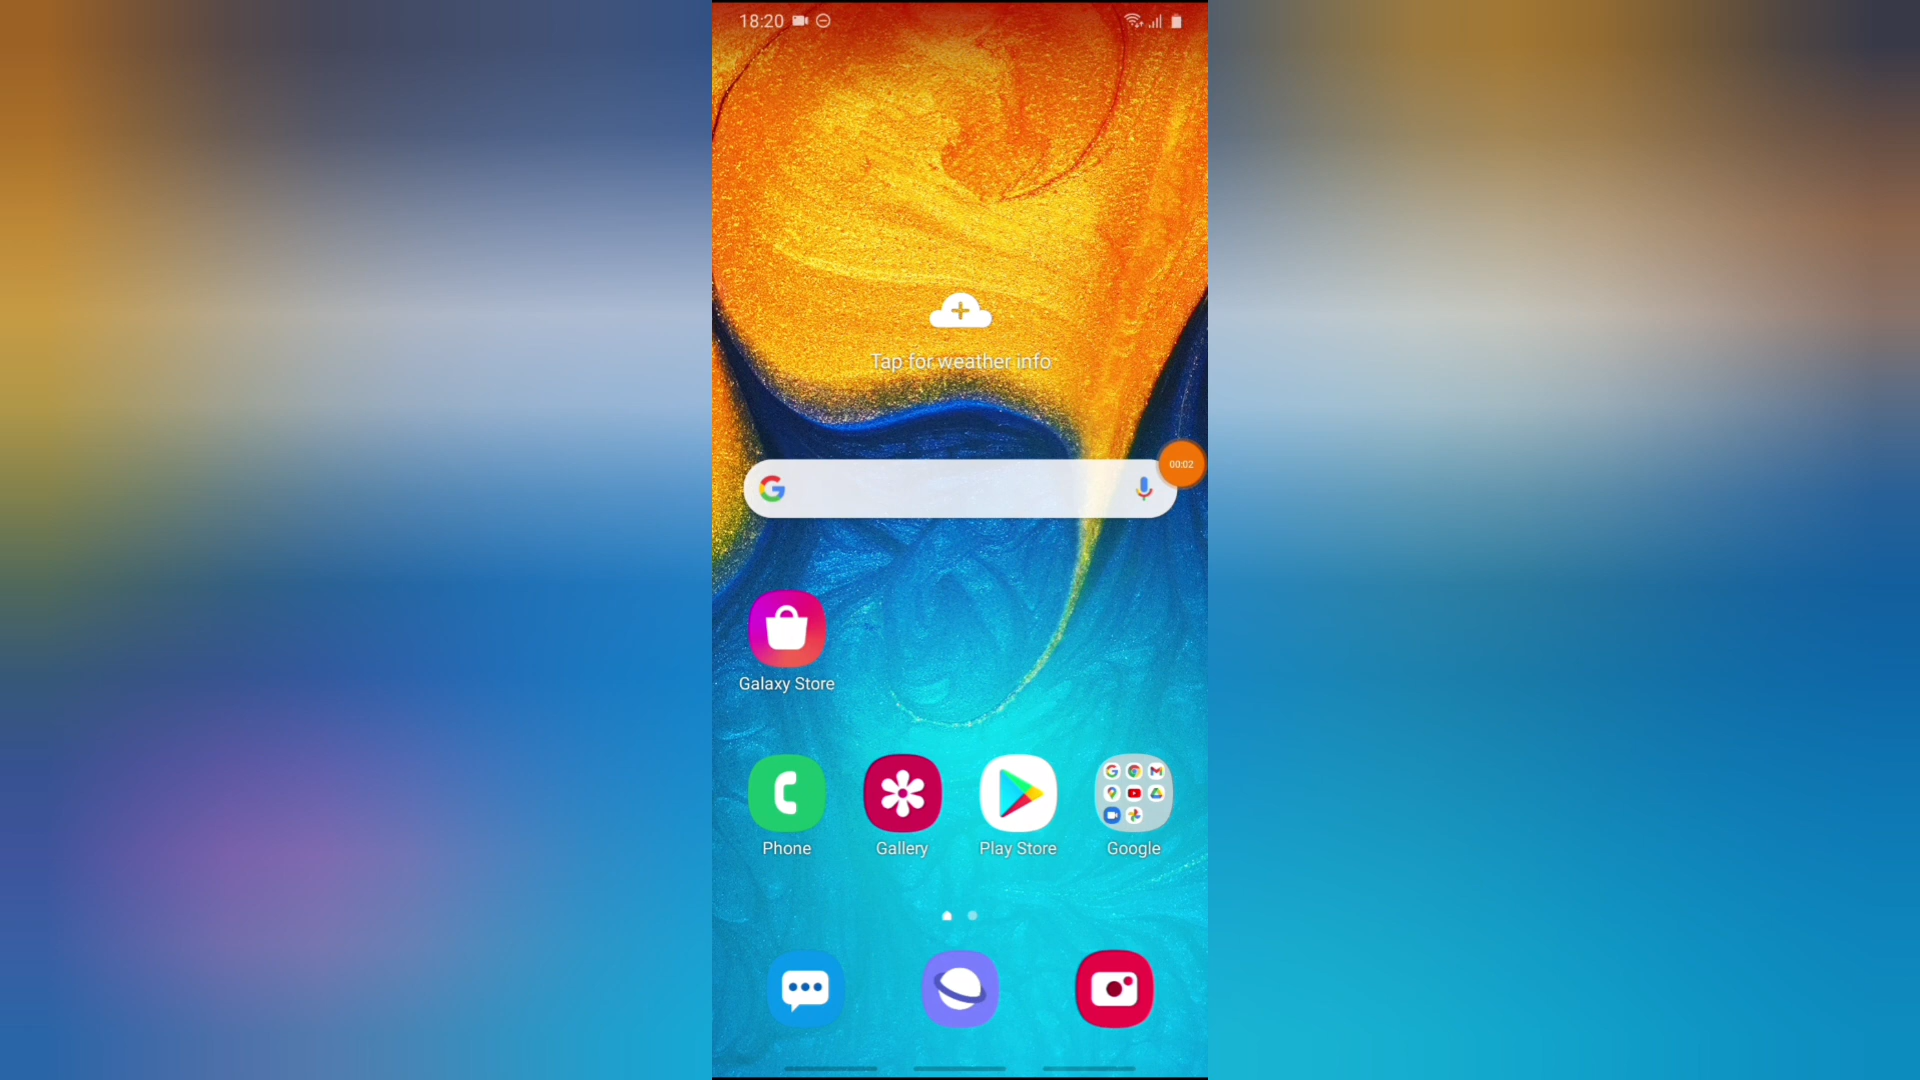 18:20
Tap for weather info
00:02
Galaxy Store
Phone
Gallery
Play Store
Google